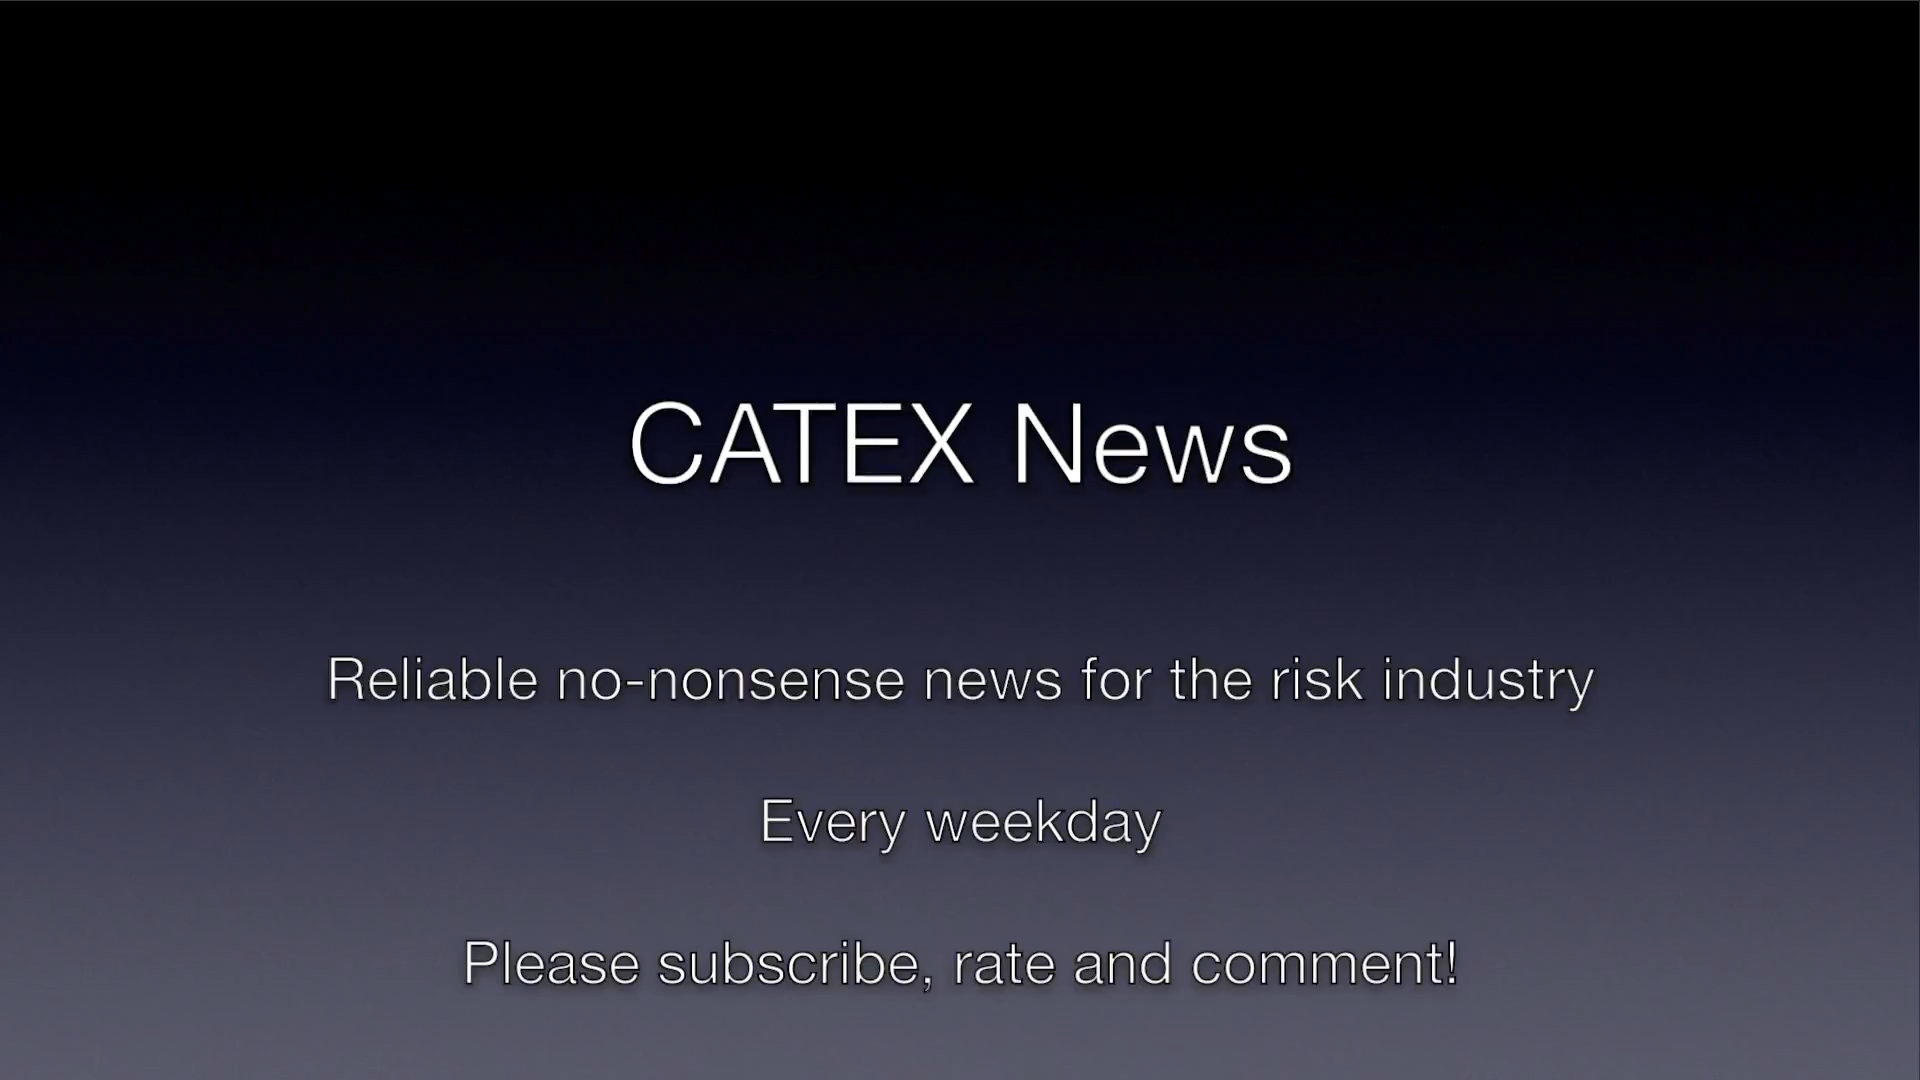 CATEX News
Reliable no-nonsense news for the risk industry
Every weekday
Please subscribe, rate and comment!